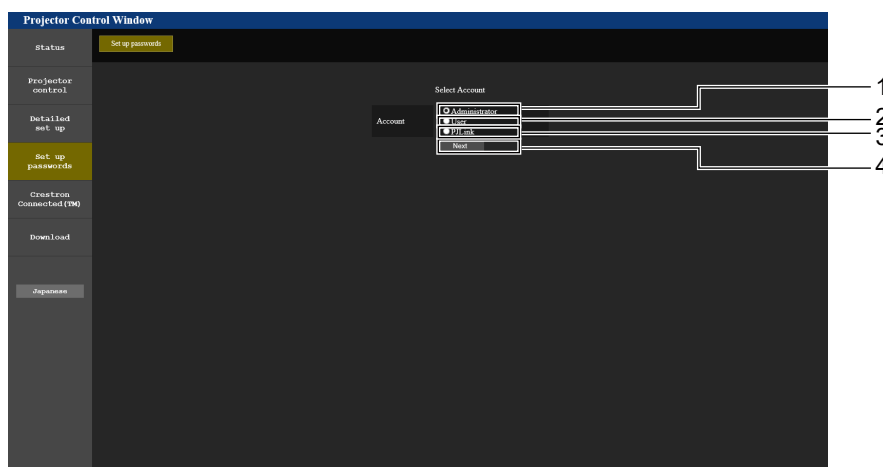 Projector Control Window
Status
Set up passwords
Projector
control
Select Account
1
Administrator
Account
User
2
PJLink
3
Detailed
set up
Next
4
Set up
passwords
Crestron
Connected(TM)
Download
Japanese